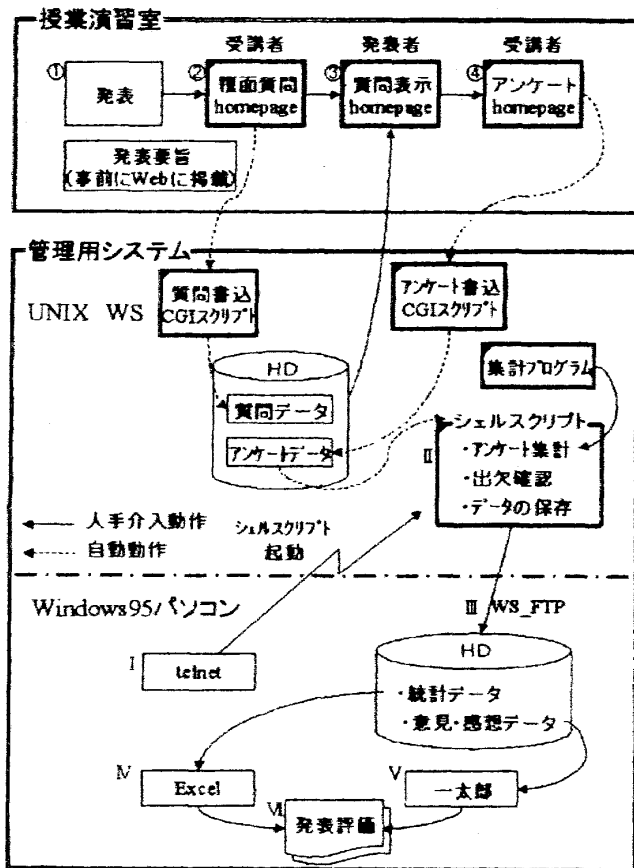 授業演習室
受講者 発表者 受講者
① ② ③ ④
発表
覆面質問
homepage
質問表示
homepage
アンケート
homepage
発表要旨
(事前にWebに掲載)
管理用システム
UNIX WS
質問書込
CGIスクリプト
アンケート書込
CGIスクリプト
HD
質問データ
アンケートデータ
集計プログラム
Ⅱ
シェルスクリプト
・アンケート集計
・出欠確認
・データの保存
人手介入動作
自動動作
シェルスクリプト
起動
Windows95パソコン
Ⅲ WS_FTP
Ⅰ
telnet
HD
・統計データ
・意見・感想データ
Ⅳ
Excel
Ⅴ
一太郎
Ⅵ
発表評価